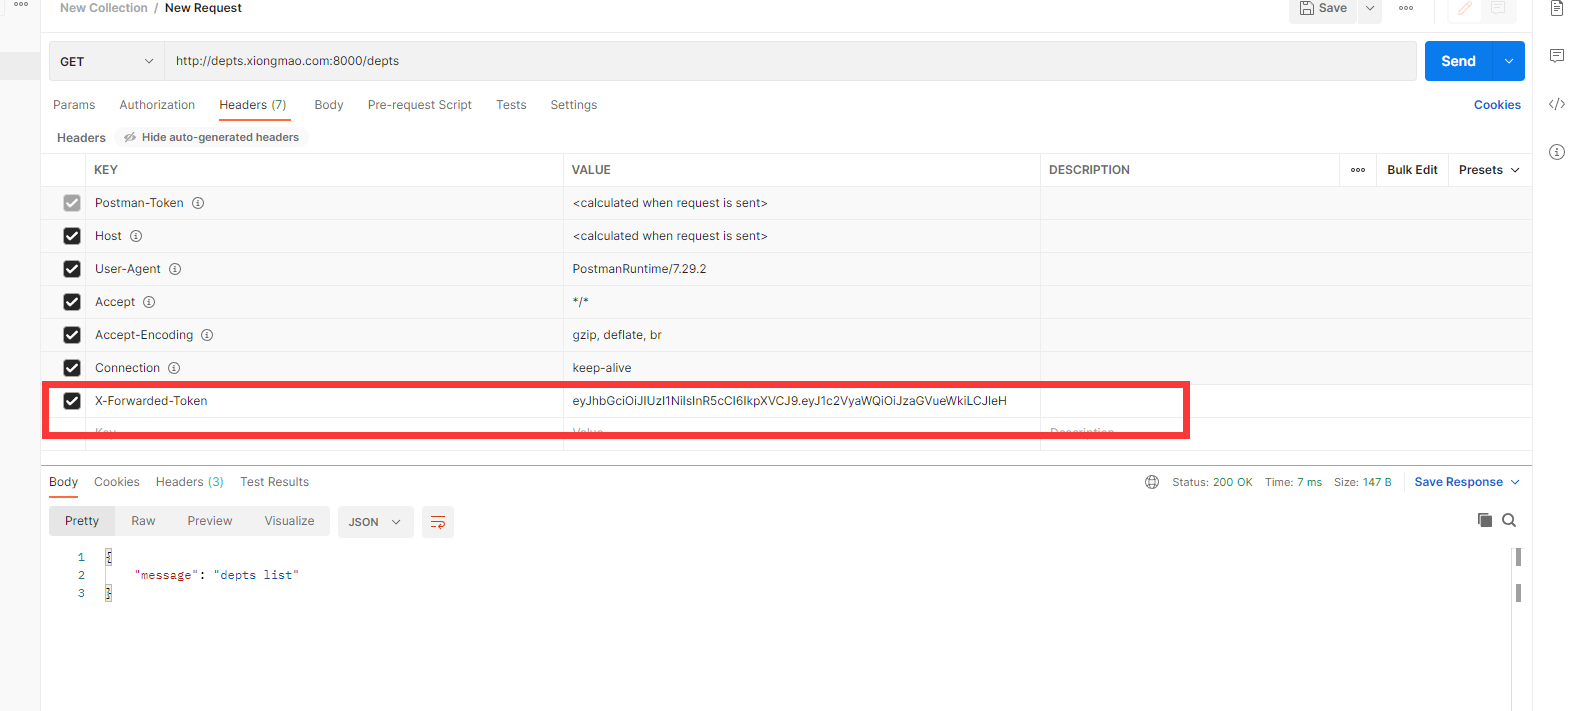 New Collection / New Request
Save
GET
http://depts.xiongmao.com:8000/depts
Send
Params Authorization Headers (7) Body Pre-request Script Tests Settings Cookies
Headers Hide auto-generated headers
KEY VALUE DESCRIPTION Bulk Edit Presets
Postman-Token <calculated when request is sent>
Host <calculated when request is sent>
User-Agent PostmanRuntime/7.29.2
Accept */*
Accept-Encoding gzip, deflate, br
Connection keep-alive
X-Forwarded-Token eyJhbGciOiJIUzI1NiIsInR5cCI6IkpXVCJ9.eyJ1c2VyaWQiOiJzaGVueWkiLCJleH
Key Value Description
Body Cookies Headers (3) Test Results Status: 200 OK Time: 7 ms Size: 147 B Save Response
Pretty Raw Preview Visualize JSON
1 {
2 "message": "depts list"
3 }